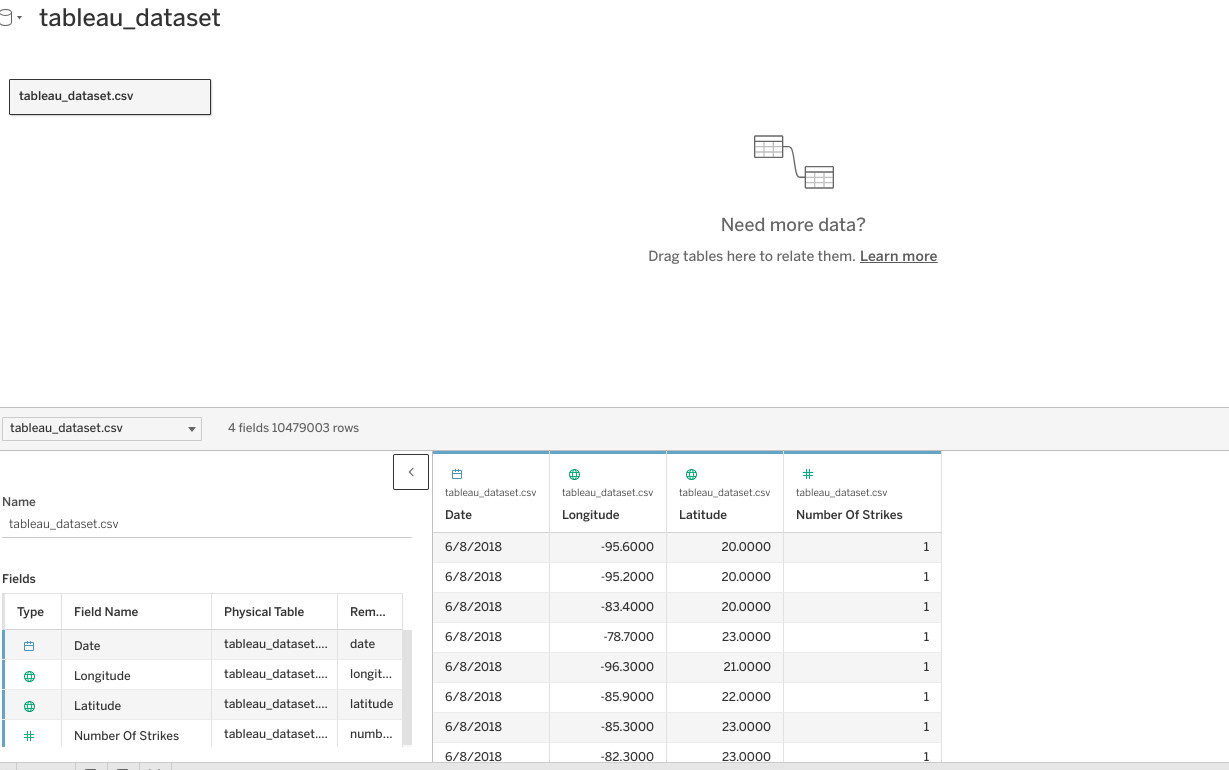 tableau_dataset
tableau_dataset.csv
Need more data?
Drag tables here to relate them. Learn more
tableau_dataset.csv
4 fields 10479003 rows
Name
tableau_dataset.csv
Fields
Type Field Name Physical Table Rem...
Date tableau_dataset.... date
Longitude tableau_dataset.... longit...
Latitude tableau_dataset.... latitude
Number Of Strikes tableau_dataset.... numb...
tableau_dataset.csv tableau_dataset.csv tableau_dataset.csv tableau_dataset.csv
Date Longitude Latitude Number Of Strikes
6/8/2018 -95.6000 20.0000 1
6/8/2018 -95.2000 20.0000 1
6/8/2018 -83.4000 20.0000 1
6/8/2018 -78.7000 23.0000 1
6/8/2018 -96.3000 21.0000 1
6/8/2018 -85.9000 22.0000 1
6/8/2018 -85.3000 23.0000 1
6/8/2018 -82.3000 23.0000 1